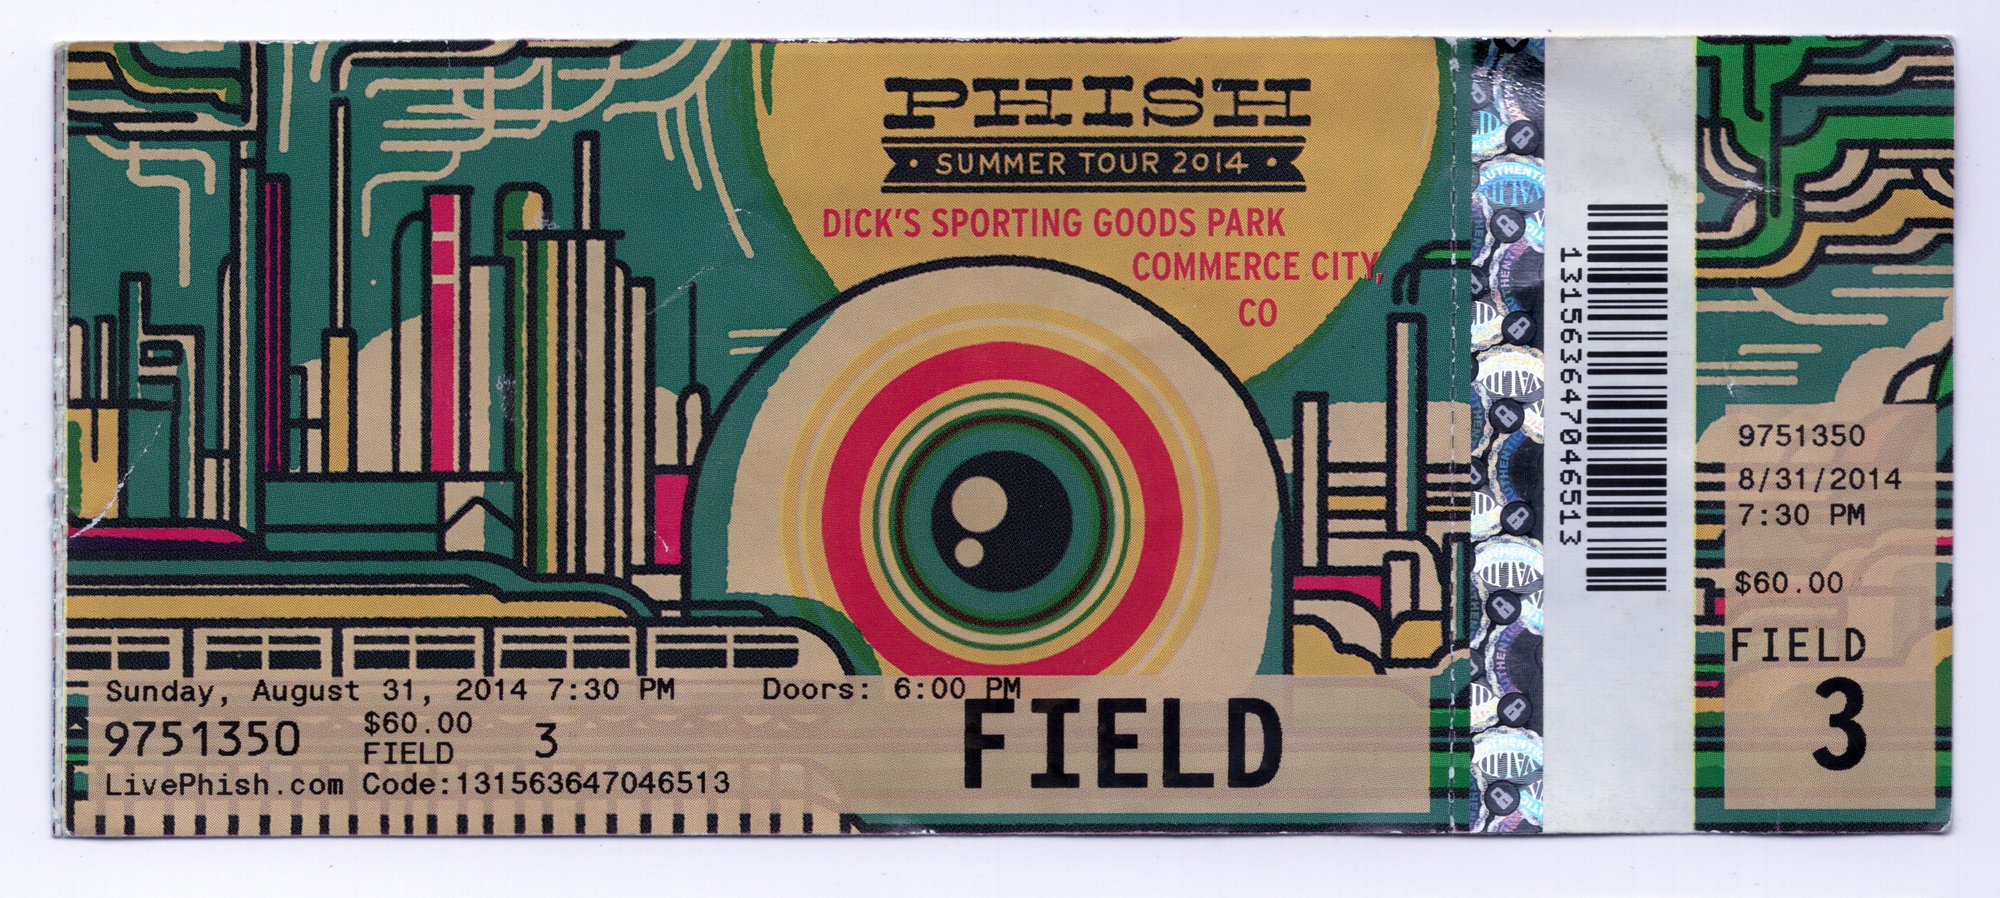 PHISH
• SUMMER TOUR 2014 •
DICK'S SPORTING GOODS PARK
COMMERCE CITY,
CO
Sunday, August 31, 2014 7:30 PM Doors: 6:00 PM
9751350 $60.00
FIELD 3
FIELD
LivePhish.com Code:131563647046513
VALID
AUTHENTIC
131563647046513
9751350
8/31/2014
7:30 PM
$60.00
FIELD
3